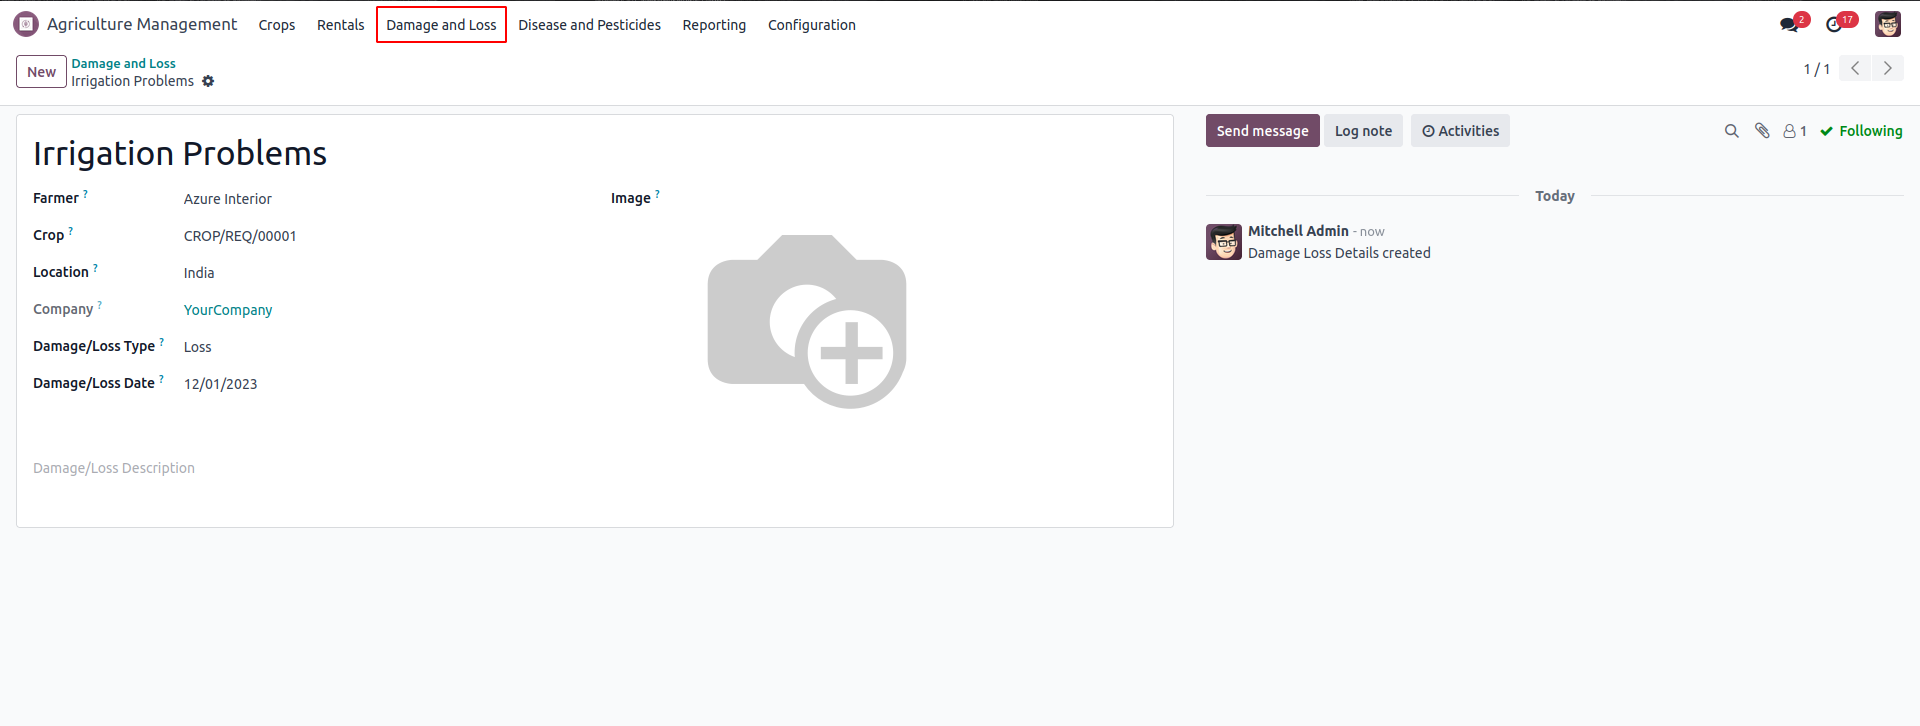 Agriculture Management Crops Rentals Damage and Loss Disease and Pesticides Reporting Configuration 2 17
New
Damage and Loss
Irrigation Problems
1 / 1
Irrigation Problems
Farmer ? Azure Interior
Crop ? CROP/REQ/00001
Location ? India
Company ? YourCompany
Damage/Loss Type ? Loss
Damage/Loss Date ? 12/01/2023
Image ?
Damage/Loss Description
Send message Log note Activities 1 Following
Today
Mitchell Admin - now
Damage Loss Details created